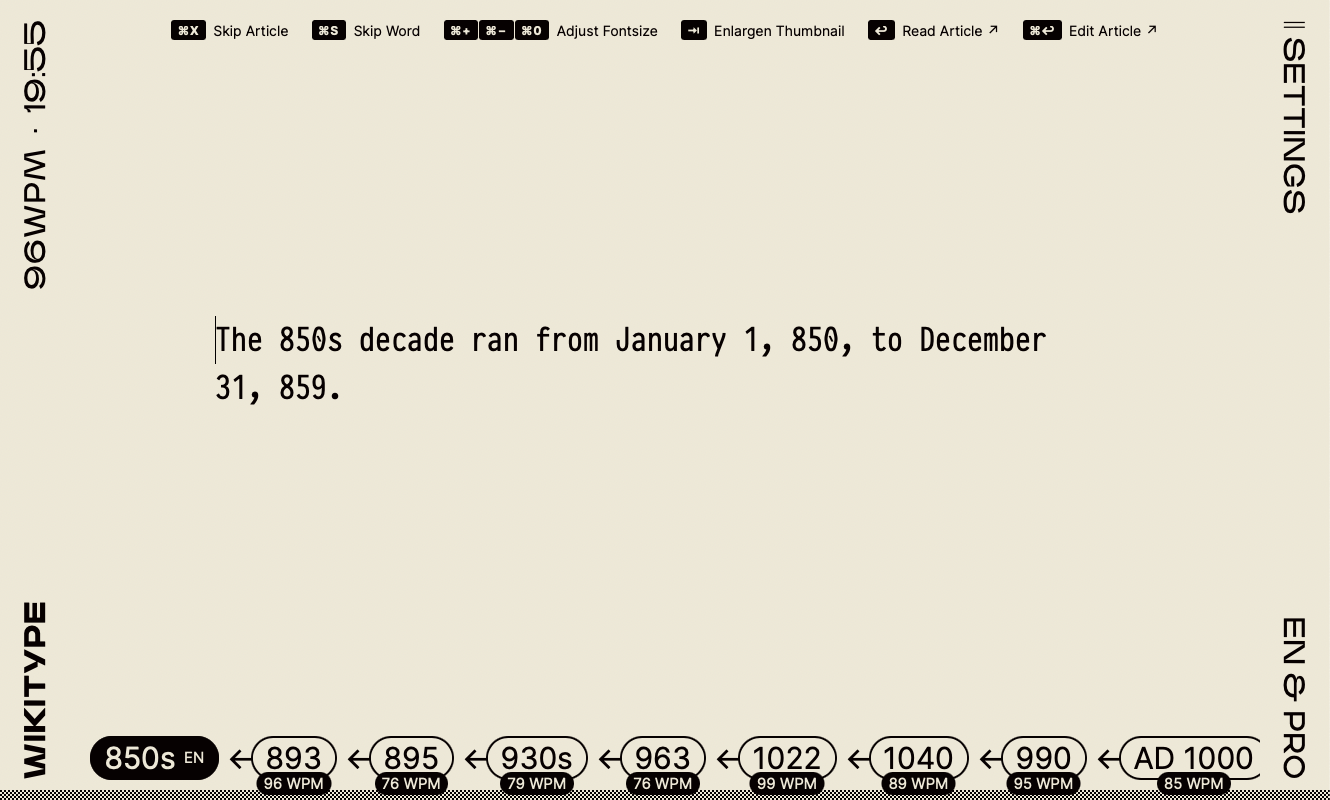 ⌘X Skip Article ⌘S Skip Word ⌘+ ⌘− ⌘0 Adjust Fontsize ⇥ Enlargen Thumbnail ↩ Read Article ↗ ⌘↩ Edit Article ↗
96WPM · 19:55
SETTINGS
The 850s decade ran from January 1, 850, to December
31, 859.
WIKITYPE
EN & PRO
850s EN ← 893 ← 895 ← 930s ← 963 ← 1022 ← 1040 ← 990 ← AD 1000
96 WPM 76 WPM 79 WPM 76 WPM 99 WPM 89 WPM 95 WPM 85 WPM